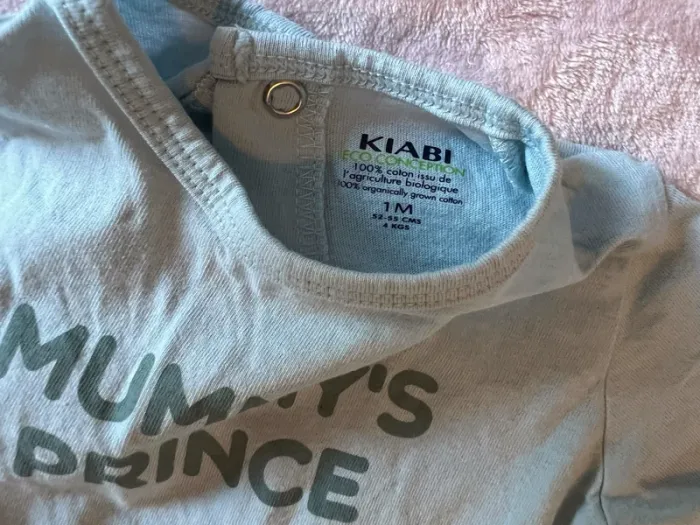 KIABI
ECO CONCEPTION
100% coton issu de
l'agriculture biologique
100% organically grown cotton
1M
52-55 CMS
4 KGS
MUMMY'S
PRINCE